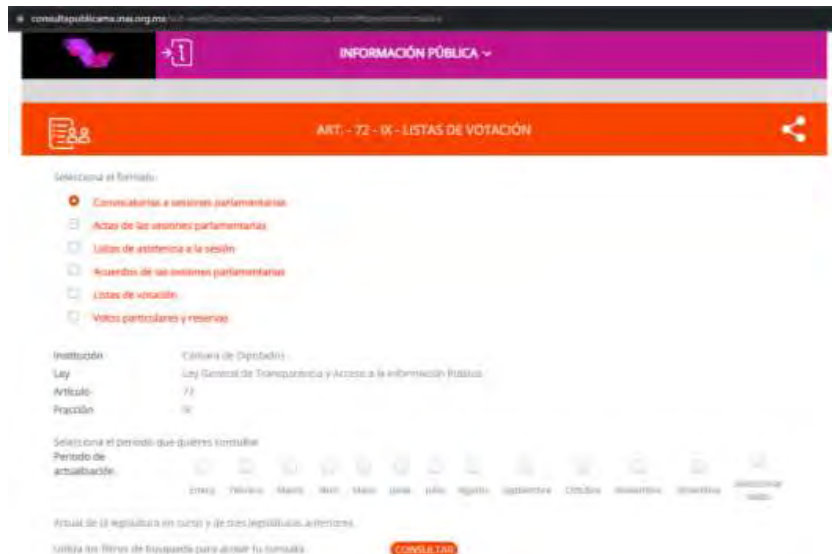 consultapublicamx.inai.org.mx
INFORMACIÓN PÚBLICA
ART. - 72 - IX - LISTAS DE VOTACIÓN
Selecciona el formato
Convocatorias a sesiones parlamentarias
Actas de las sesiones parlamentarias
Listas de asistencia a la sesión
Acuerdos de las sesiones parlamentarias
Listas de votación
Votos particulares y reservas
Institución Cámara de Diputados
Ley Ley General de Transparencia y Acceso a la Información Pública
Artículo 72
Fracción IX
Selecciona el periodo que quieres consultar
Periodo de
actualización
Enero Febrero Marzo Abril Mayo Junio Julio Agosto Septiembre Octubre Noviembre Diciembre Seleccionar
todos
Actual de la legislatura en curso y de tres legislaturas anteriores
Utiliza los filtros de búsqueda para acotar tu consulta CONSULTAR